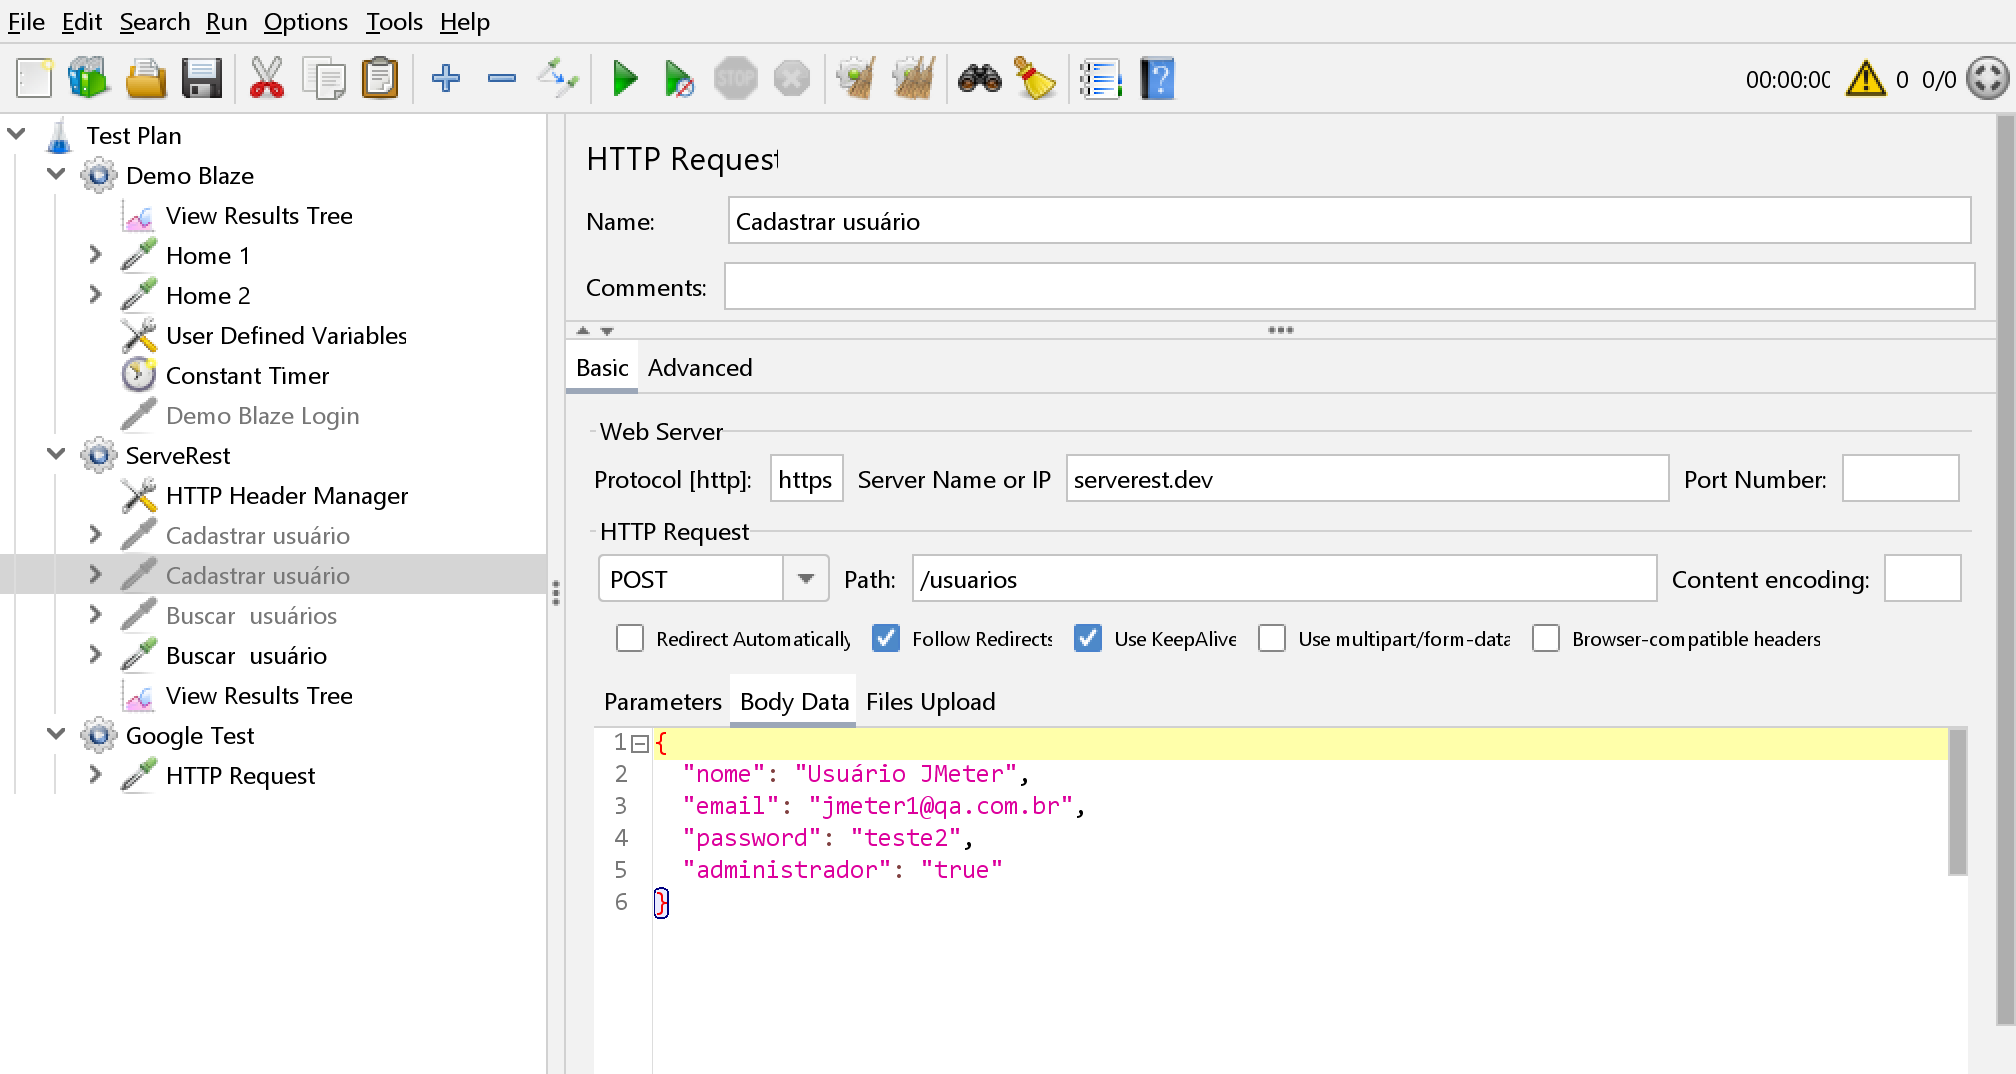 File Edit Search Run Options Tools Help
STOP
00:00:00 0 0/0
Test Plan
Demo Blaze
View Results Tree
Home 1
Home 2
User Defined Variables
Constant Timer
Demo Blaze Login
ServeRest
HTTP Header Manager
Cadastrar usuário
Cadastrar usuário
Buscar  usuários
Buscar  usuário
View Results Tree
Google Test
HTTP Request
HTTP Request
Name: Cadastrar usuário
Comments:
Basic Advanced
Web Server
Protocol [http]: https Server Name or IP serverest.dev Port Number:
HTTP Request
POST Path: /usuarios Content encoding:
Redirect Automatically Follow Redirects Use KeepAlive Use multipart/form-data Browser-compatible headers
Parameters Body Data Files Upload
1 {
2 "nome": "Usuário JMeter",
3 "email": "jmeter1@qa.com.br",
4 "password": "teste2",
5 "administrador": "true"
6 }